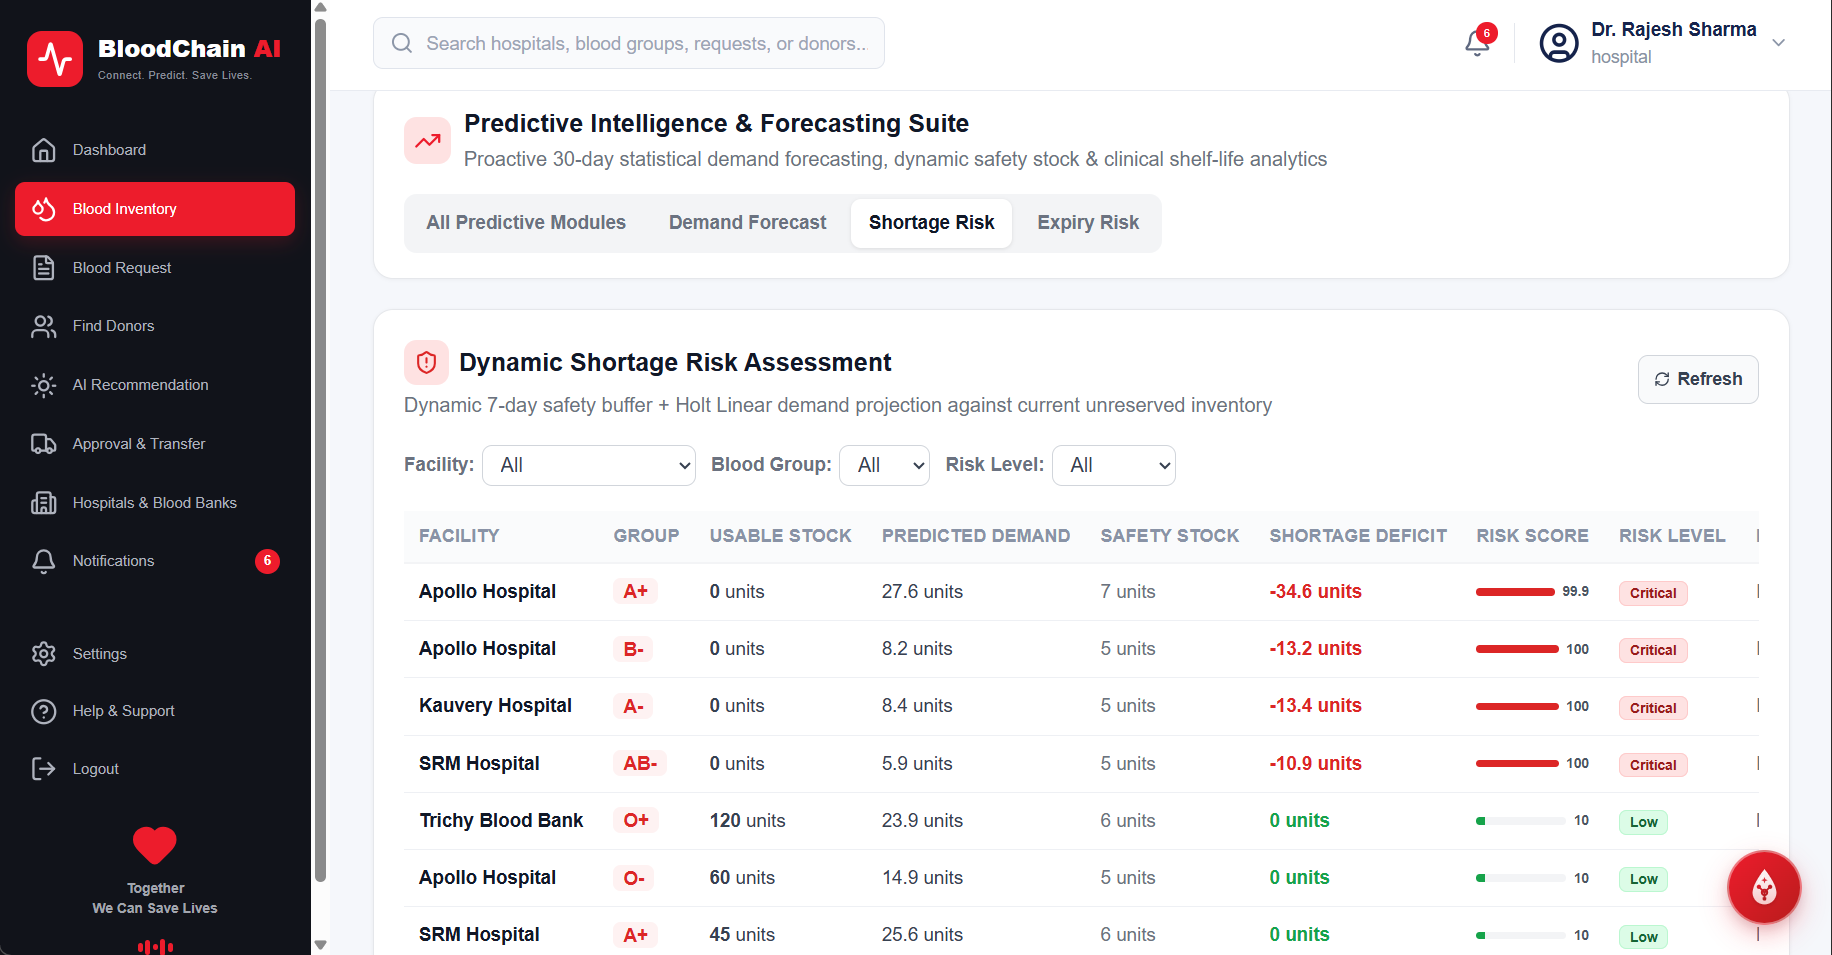 BloodChain AI
Connect. Predict. Save Lives.
Dashboard
Blood Inventory
Blood Request
Find Donors
AI Recommendation
Approval & Transfer
Hospitals & Blood Banks
Notifications 6
Settings
Help & Support
Logout
Together
We Can Save Lives
Search hospitals, blood groups, requests, or donors...
6
Dr. Rajesh Sharma
hospital
Predictive Intelligence & Forecasting Suite
Proactive 30-day statistical demand forecasting, dynamic safety stock & clinical shelf-life analytics
All Predictive Modules Demand Forecast Shortage Risk Expiry Risk
Dynamic Shortage Risk Assessment
Refresh
Dynamic 7-day safety buffer + Holt Linear demand projection against current unreserved inventory
Facility: All Blood Group: All Risk Level: All
FACILITY GROUP USABLE STOCK PREDICTED DEMAND SAFETY STOCK SHORTAGE DEFICIT RISK SCORE RISK LEVEL
Apollo Hospital A+ 0 units 27.6 units 7 units -34.6 units 99.9 Critical
Apollo Hospital B- 0 units 8.2 units 5 units -13.2 units 100 Critical
Kauvery Hospital A- 0 units 8.4 units 5 units -13.4 units 100 Critical
SRM Hospital AB- 0 units 5.9 units 5 units -10.9 units 100 Critical
Trichy Blood Bank O+ 120 units 23.9 units 6 units 0 units 10 Low
Apollo Hospital O- 60 units 14.9 units 5 units 0 units 10 Low
SRM Hospital A+ 45 units 25.6 units 6 units 0 units 10 Low